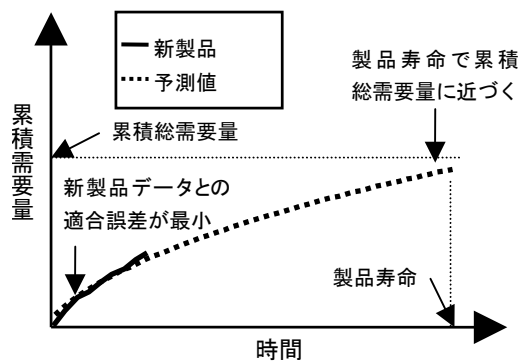 新製品
予測値
製品寿命で累積
総需要量に近づく
累積総需要量
新製品データとの
適合誤差が最小
製品寿命
累積需要量
時間